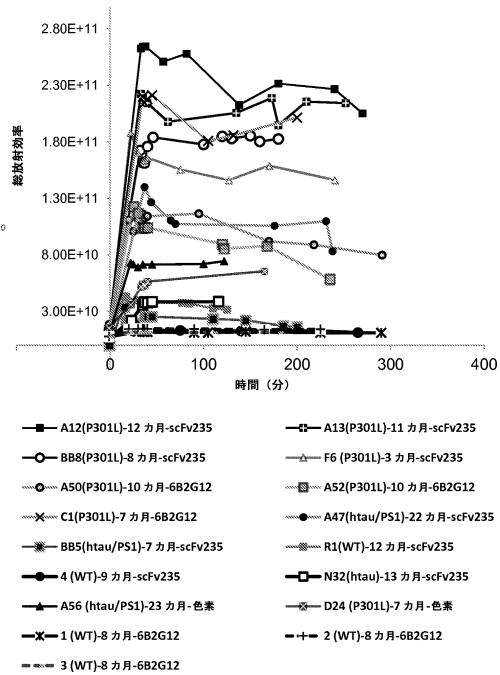 2.80E+11
2.30E+11
1.80E+11
1.30E+11
8.00E+10
3.00E+10
総放射効率
-100
0
100
200
300
400
時間（分）
A12(P301L)-12 カ月-scFv235
A13(P301L)-11 カ月-scFv235
BB8(P301L)-8 カ月-scFv235
F6 (P301L)-3 カ月-scFv235
A50(P301L)-10 カ月-6B2G12
A52(P301L)-10 カ月-6B2G12
C1(P301L)-7 カ月-6B2G12
A47(htau/PS1)-22 カ月-scFv235
BB5(htau/PS1)-7 カ月-scFv235
R1(WT)-12 カ月-scFv235
4 (WT)-9 カ月-scFv235
N32(htau)-13 カ月-scFv235
A56 (htau/PS1)-23 カ月-色素
D24 (P301L)-7 カ月-色素
1 (WT)-8 カ月-6B2G12
2 (WT)-8 カ月-6B2G12
3 (WT)-8 カ月-6B2G12